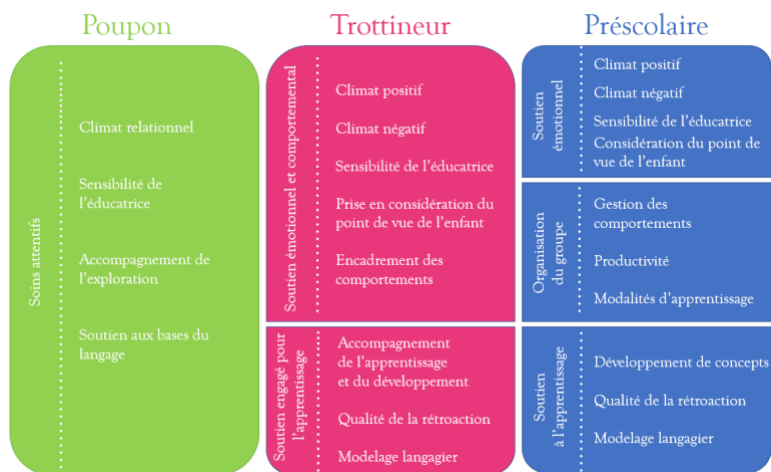 Poupon
Soins attentifs
Climat relationnel
Sensibilité de
l'éducatrice
Accompagnement de
l'exploration
Soutien aux bases du
langage
Trottineur
Soutien émotionnel et comportemental
Climat positif
Climat négatif
Sensibilité de l'éducatrice
Prise en considération du
point de vue de l'enfant
Encadrement des
comportements
Soutien engagé pour
l'apprentissage
Accompagnement
de l'apprentissage
et du développement
Qualité de la rétroaction
Modelage langagier
Préscolaire
Soutien
émotionnel
Climat positif
Climat négatif
Sensibilité de l'éducatrice
Considération du point de
vue de l'enfant
Organisation
du groupe
Gestion des
comportements
Productivité
Modalités d'apprentissage
Soutien
à l'apprentissage
Développement de concepts
Qualité de la rétroaction
Modelage langagier